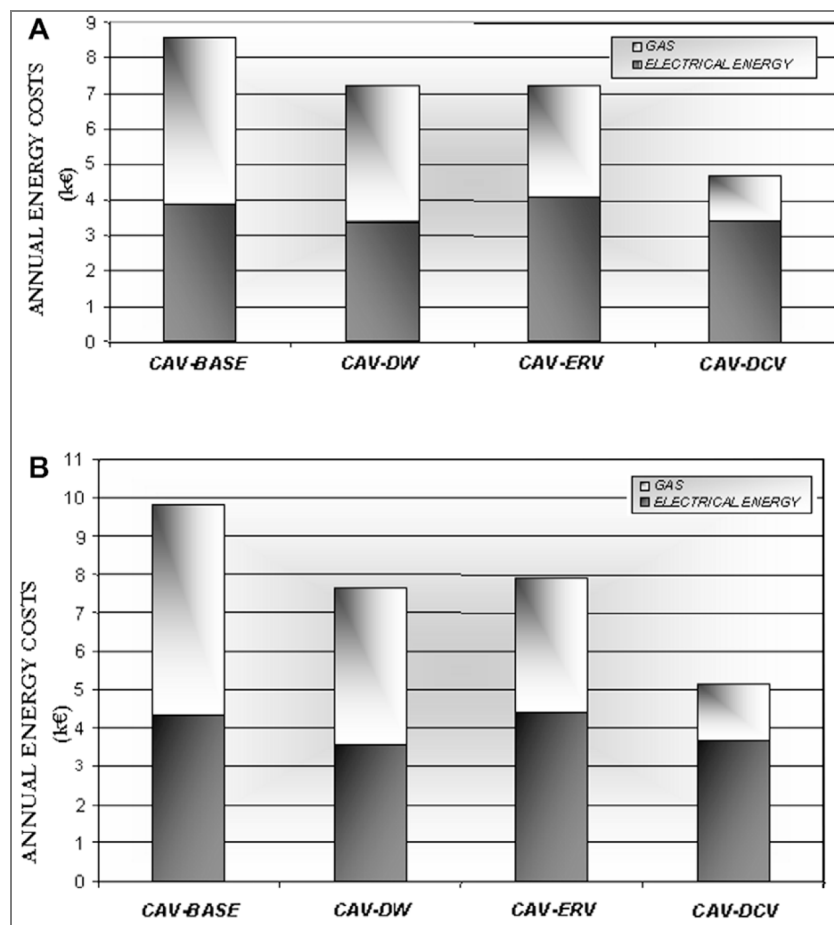 A
ANNUAL ENERGY COSTS
(k€)
9
8
7
6
5
4
3
2
1
0
GAS
ELECTRICAL ENERGY
CAV-BASE CAV-DW CAV-ERV CAV-DCV
B
ANNUAL ENERGY COSTS
(k€)
11
10
9
8
7
6
5
4
3
2
1
0
GAS
ELECTRICAL ENERGY
CAV-BASE CAV-DW CAV-ERV CAV-DCV